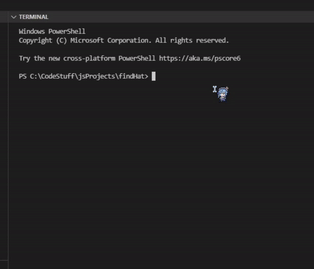 TERMINAL
Windows PowerShell
Copyright (C) Microsoft Corporation. All rights reserved.
Try the new cross-platform PowerShell https://aka.ms/pscore6
PS C:\CodeStuff\jsProjects\findHat>